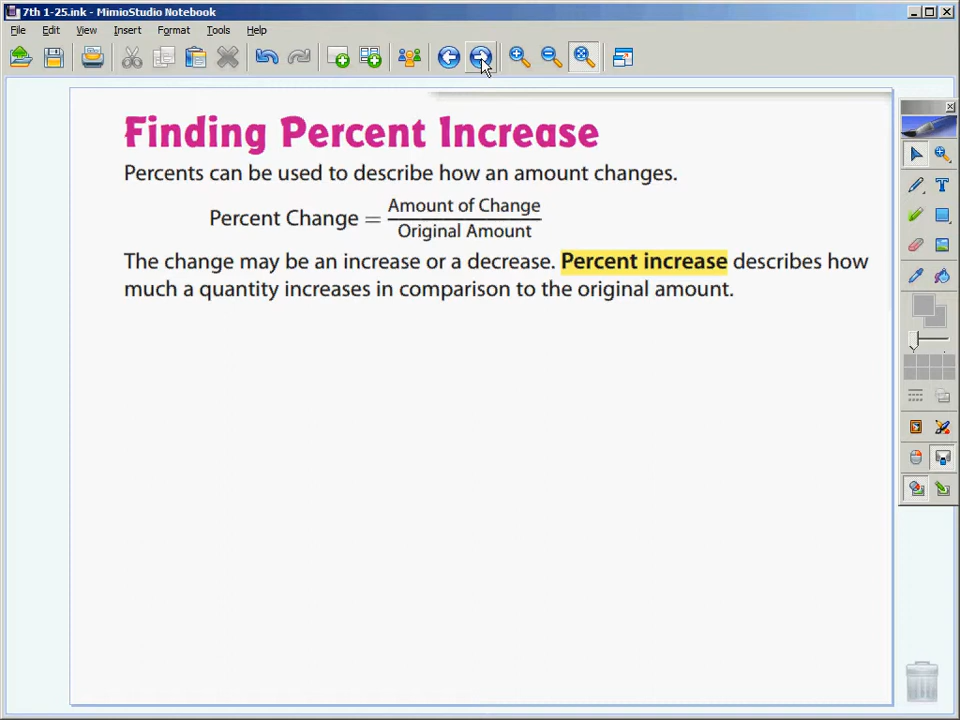 7th 1-25.ink - MimioStudio Notebook
File Edit View Insert Format Tools Help
Finding Percent Increase
Percents can be used to describe how an amount changes.
Percent Change = Amount of Change
Original Amount
The change may be an increase or a decrease. Percent increase describes how
much a quantity increases in comparison to the original amount.